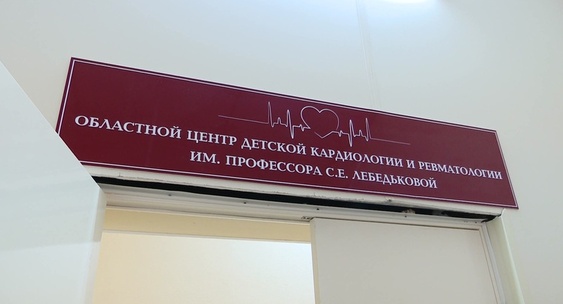 ОБЛАСТНОЙ ЦЕНТР ДЕТСКОЙ КАРДИОЛОГИИ И РЕВМАТОЛОГИИ
ИМ. ПРОФЕССОРА С.Е. ЛЕБЕДЬКОВОЙ